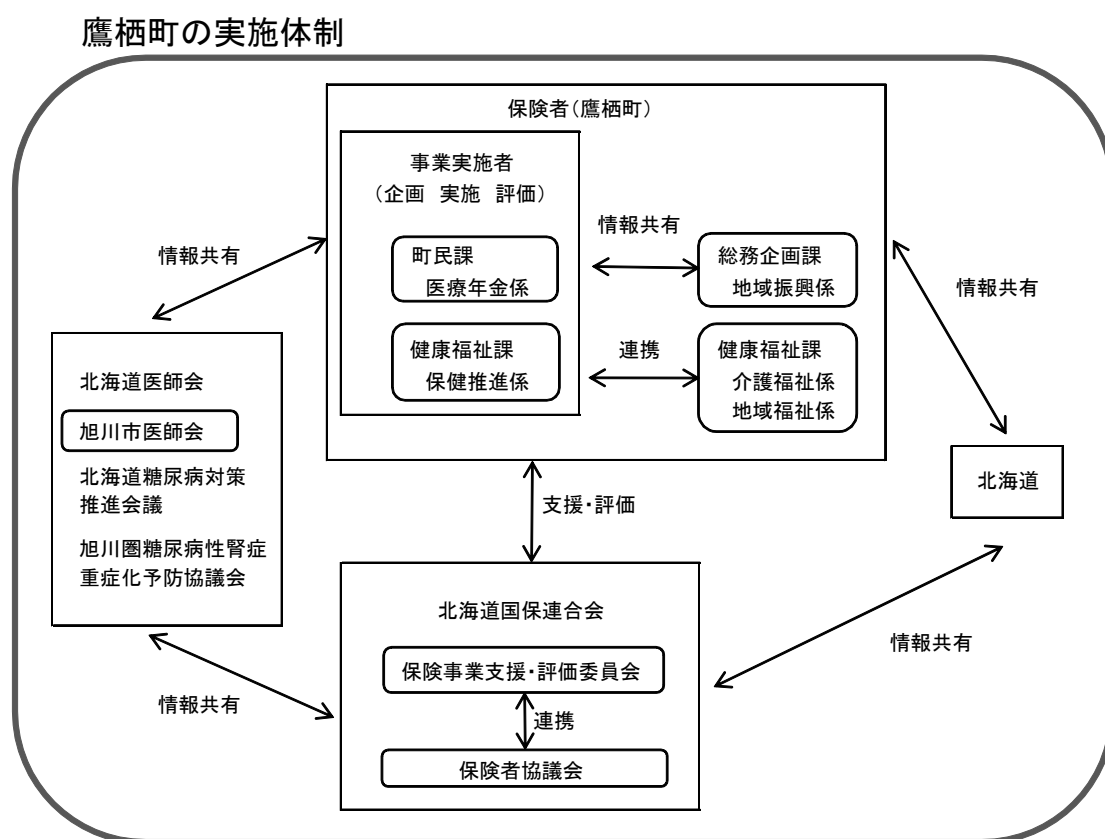 鷹栖町の実施体制
保険者(鷹栖町)
事業実施者
(企画 実施 評価)
町民課
医療年金係
情報共有
総務企画課
地域振興係
健康福祉課
保健推進係
連携
健康福祉課
介護福祉係
地域福祉係
情報共有
情報共有
北海道医師会
旭川市医師会
北海道糖尿病対策
推進会議
旭川圏糖尿病性腎症
重症化予防協議会
北海道
支援・評価
北海道国保連合会
保険事業支援・評価委員会
連携
保険者協議会
情報共有
情報共有